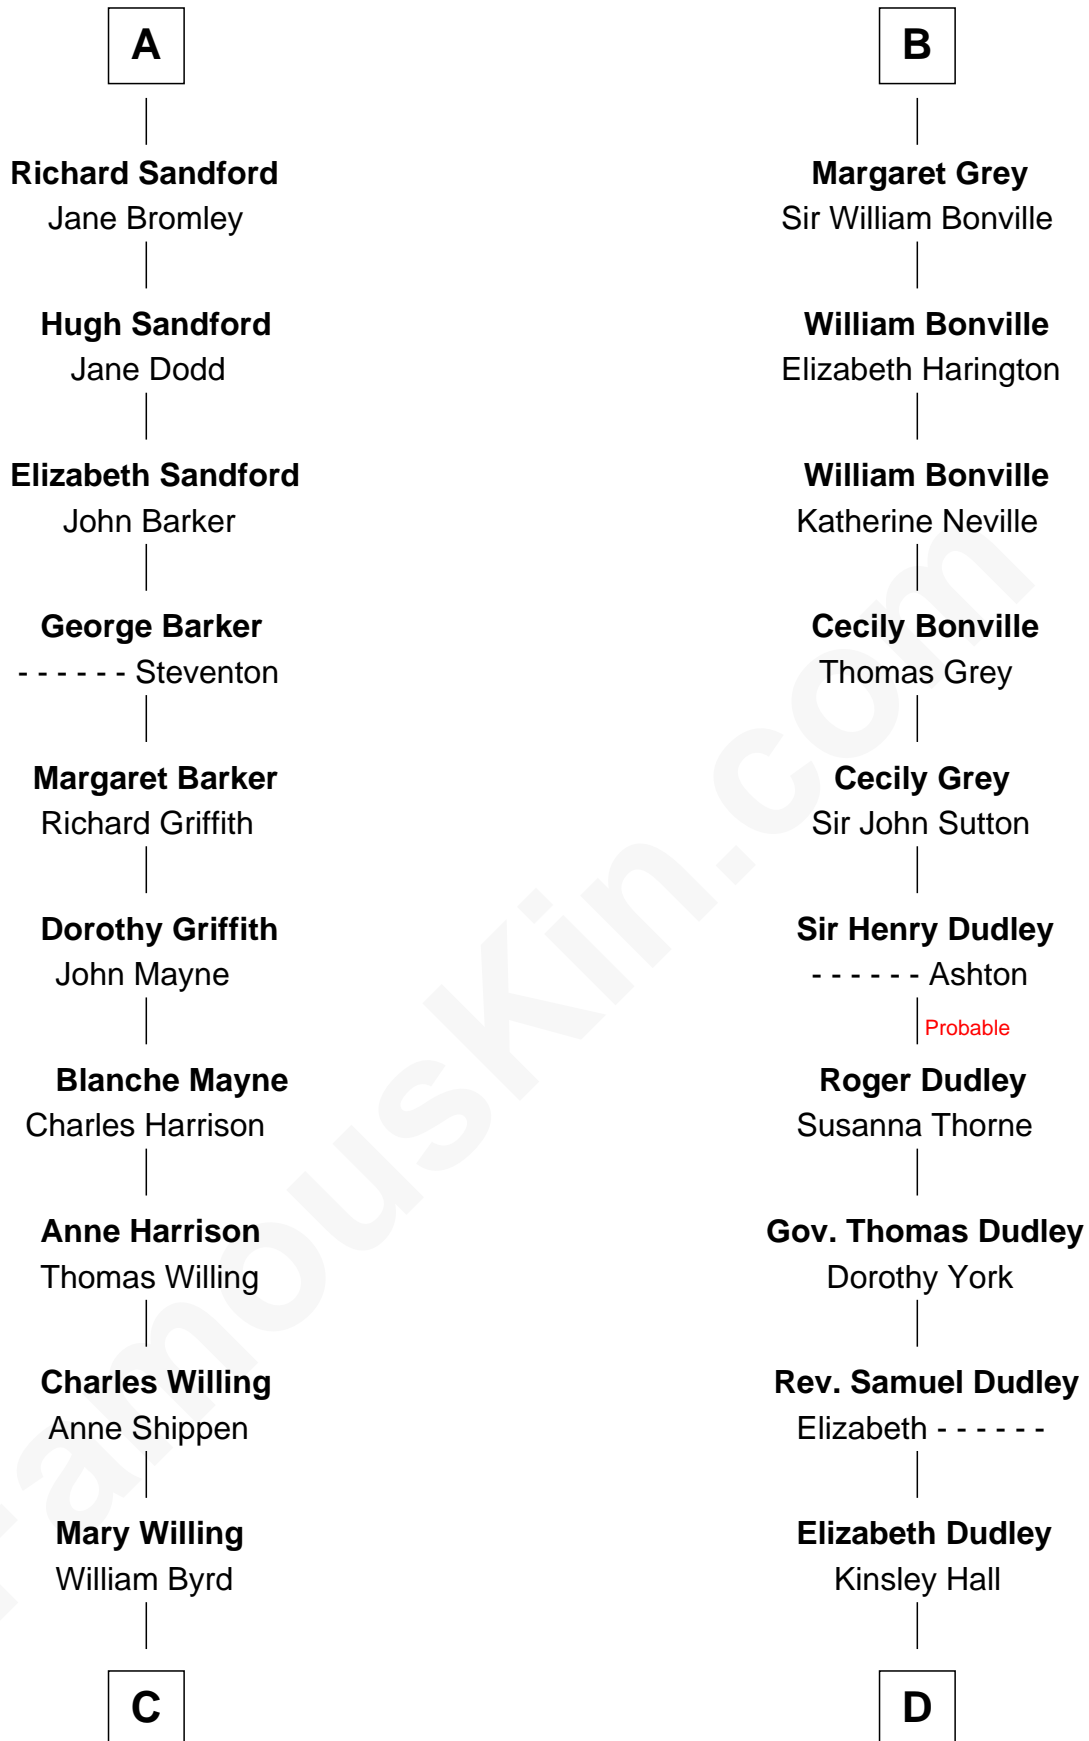 A
Richard Sandford
Jane Bromley
Hugh Sandford
Jane Dodd
Elizabeth Sandford
John Barker
George Barker
- - - - - - Steventon
Margaret Barker
Richard Griffith
Dorothy Griffith
John Mayne
Blanche Mayne
Charles Harrison
Anne Harrison
Thomas Willing
Charles Willing
Anne Shippen
Mary Willing
William Byrd
C
B
Margaret Grey
Sir William Bonville
William Bonville
Elizabeth Harington
William Bonville
Katherine Neville
Cecily Bonville
Thomas Grey
Cecily Grey
Sir John Sutton
Sir Henry Dudley
- - - - - - Ashton
Probable
Roger Dudley
Susanna Thorne
Gov. Thomas Dudley
Dorothy York
Rev. Samuel Dudley
Elizabeth - - - - - -
Elizabeth Dudley
Kinsley Hall
D
FamousKin.com